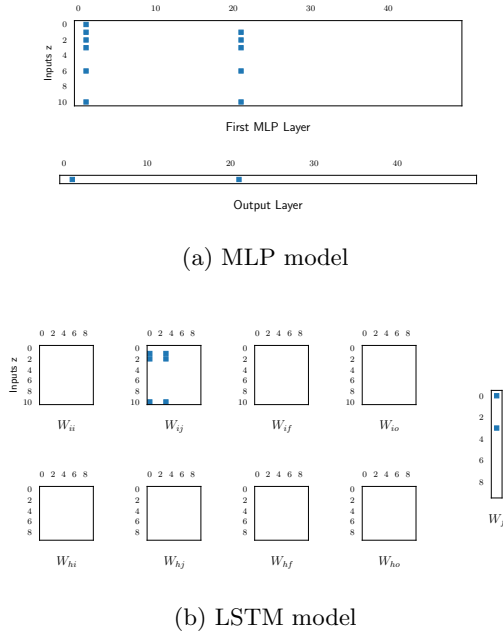 0 10 20 30 40
0
2
4
6
8
10
Inputs z
First MLP Layer
0 10 20 30 40
Output Layer
(a) MLP model
0 2 4 6 8 0 2 4 6 8 0 2 4 6 8 0 2 4 6 8
0 0 0 0
2 2 2 2
4 4 4 4
6 6 6 6
8 8 8 8
10 10 10 10
Inputs z
W_ii W_ij W_if W_io
0
2
4
6
8
0 2 4 6 8 0 2 4 6 8 0 2 4 6 8 0 2 4 6 8
0 0 0 0
2 2 2 2
4 4 4 4
6 6 6 6
8 8 8 8
W_hi W_hj W_hf W_ho
(b) LSTM model